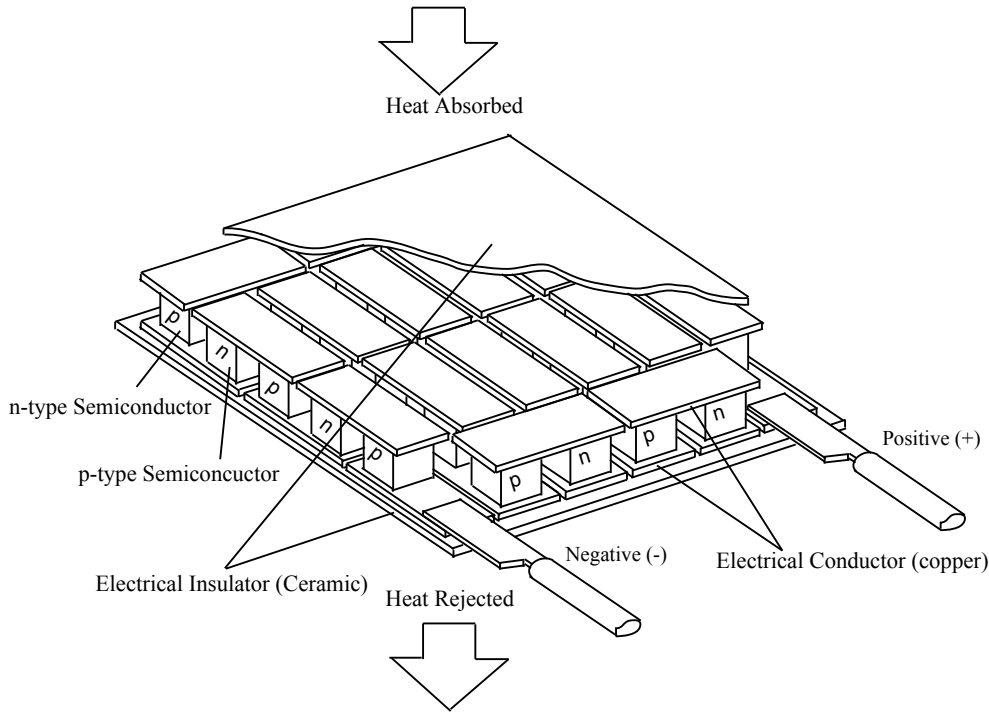 Heat Absorbed
p
n
p
n
p
p
n
p
n
n-type Semiconductor
p-type Semiconcuctor
Positive (+)
Negative (-)
Electrical Conductor (copper)
Electrical Insulator (Ceramic)
Heat Rejected